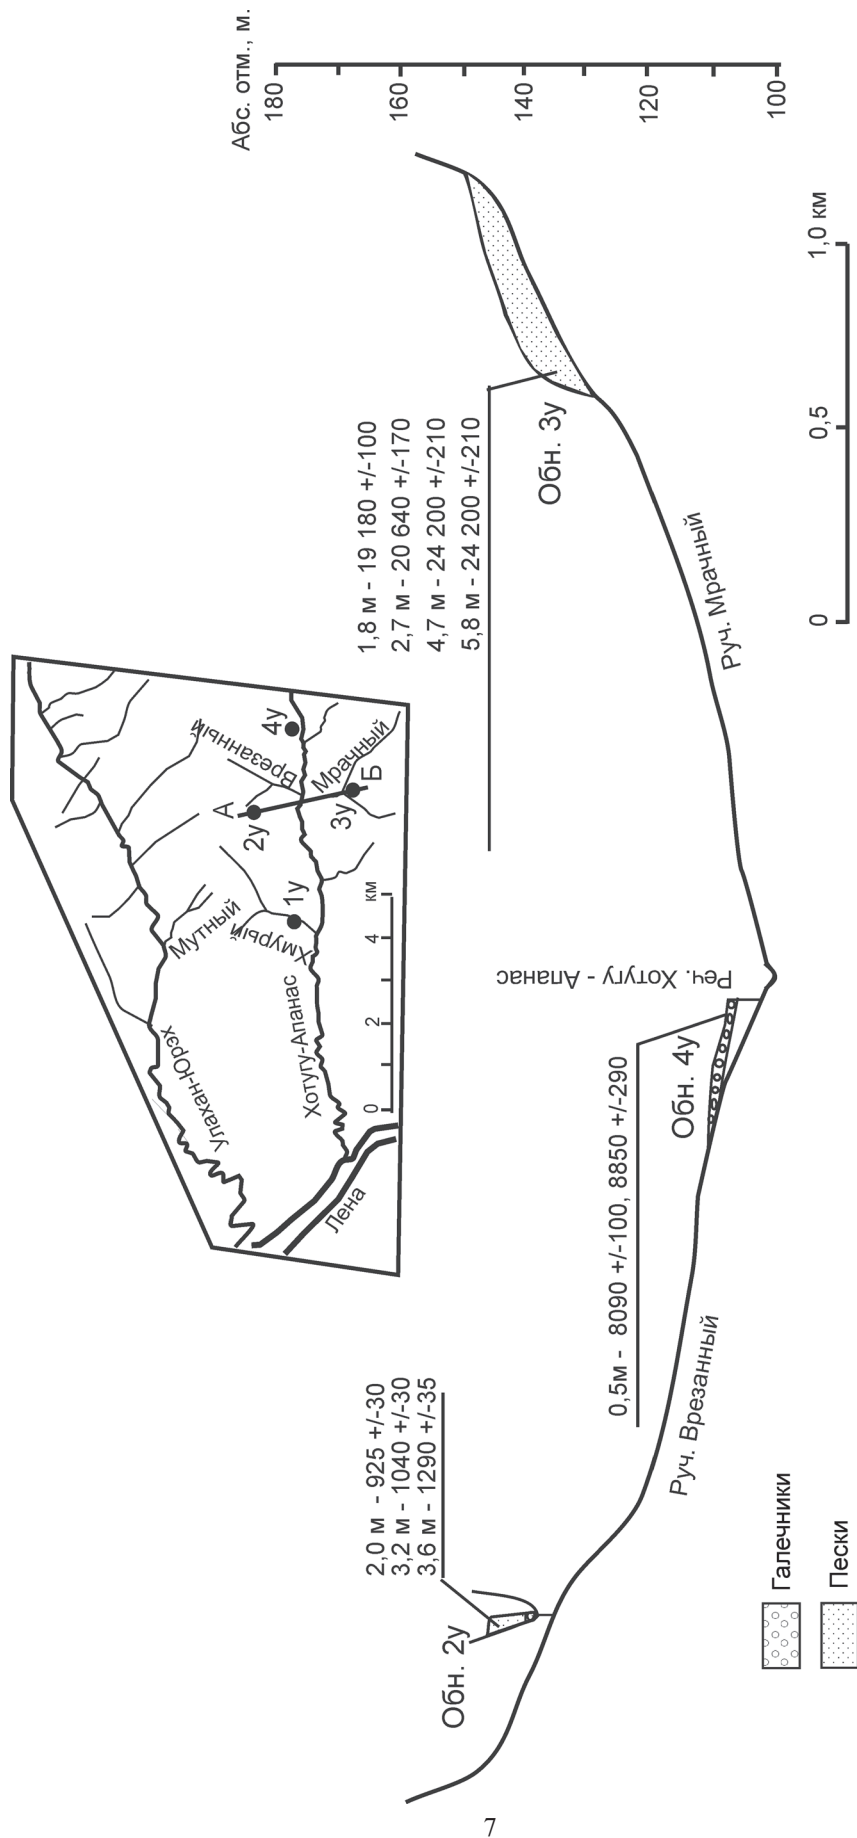 Абс. отм., м.
180
160
140
120
100
1,8 м - 19 180 +/-100
2,7 м - 20 640 +/-170
4,7 м - 24 200 +/-210
5,8 м - 24 200 +/-210
Обн. 3у
Руч. Мрачный
0
0,5
1,0 км
Улахан-Юрэх
Мутный
Хмурый
1у
Хотугу-Апанас
Лена
А
2у
Врезанный
4у
3у
Мрачный
Б
0
2
4
км
Реч. Хотугу - Апанас
0,5м - 8090 +/-100, 8850 +/-290
Обн. 4у
Руч. Врезанный
2,0 м - 925 +/-30
3,2 м - 1040 +/-30
3,6 м - 1290 +/-35
Обн. 2у
Галечники
Пески
7